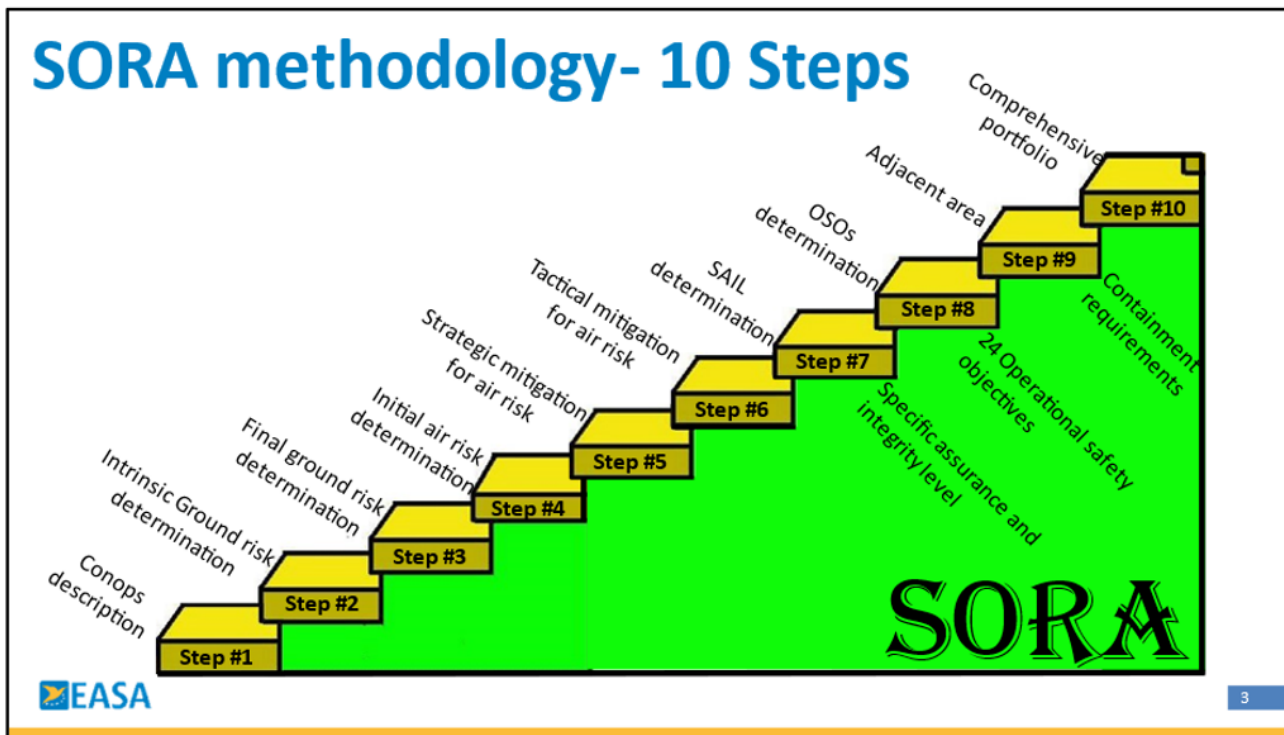 SORA methodology- 10 Steps
Conops
description
Step #1
Intrinsic Ground risk
determination
Step #2
Final ground risk
determination
Step #3
Initial air risk
determination
Step #4
Strategic mitigation
for air risk
Step #5
Tactical mitigation
for air risk
Step #6
SAIL
determination
Step #7
Specific assurance and
integrity level
OSOs
determination
Step #8
24 Operational safety
objectives
Adjacent area
Step #9
Containment
requirements
Comprehensive
portfolio
Step #10
SORA
EASA
3